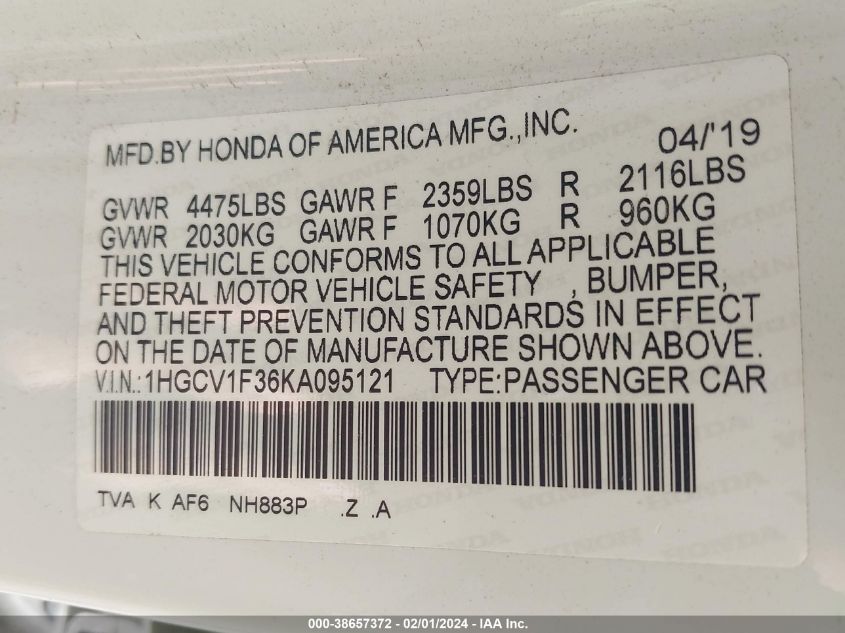 MFD.BY HONDA OF AMERICA MFG.,INC. 04/'19
GVWR 4475LBS GAWR F 2359LBS R 2116LBS
GVWR 2030KG GAWR F 1070KG R 960KG
THIS VEHICLE CONFORMS TO ALL APPLICABLE
FEDERAL MOTOR VEHICLE SAFETY , BUMPER,
AND THEFT PREVENTION STANDARDS IN EFFECT
ON THE DATE OF MANUFACTURE SHOWN ABOVE.
V.I.N.:1HGCV1F36KA095121 TYPE:PASSENGER CAR
TVA K AF6 NH883P .Z .A
000-38657372 - 02/01/2024 - IAA Inc.